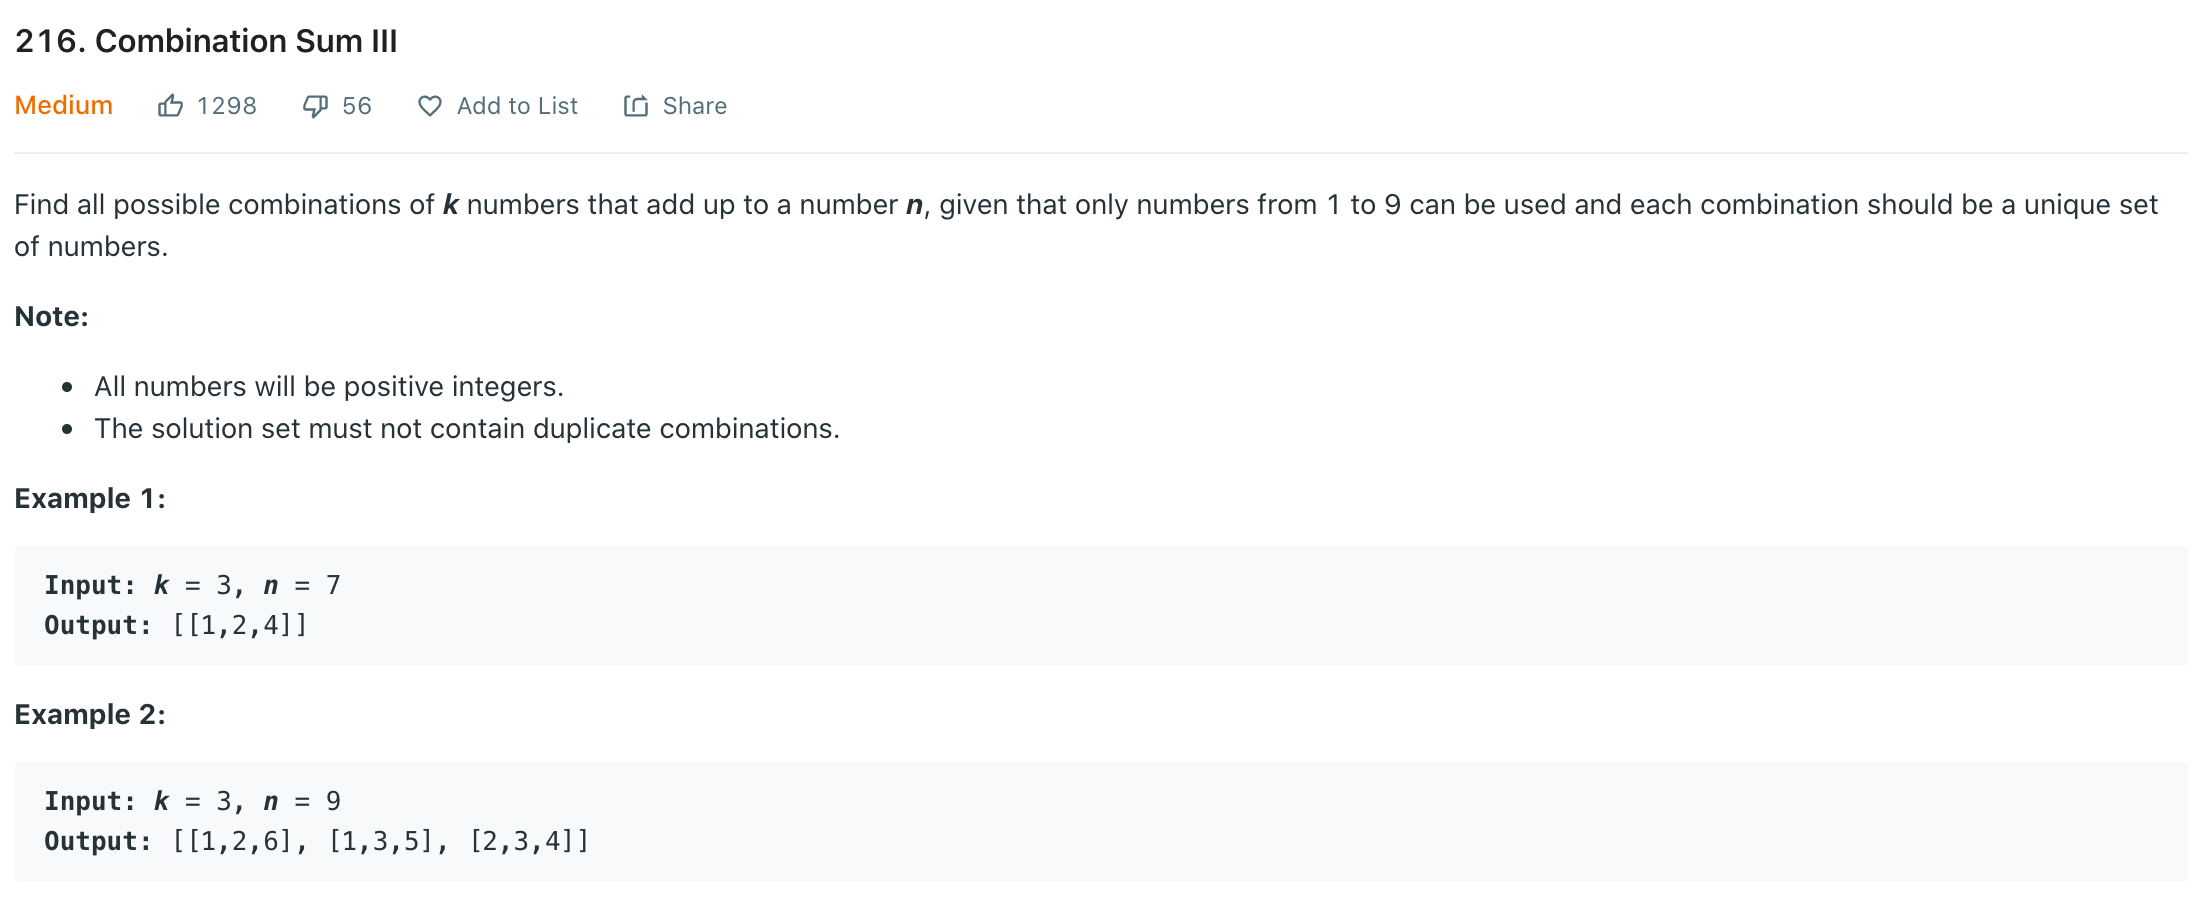 216. Combination Sum III
Medium 1298 56 Add to List Share
Find all possible combinations of k numbers that add up to a number n, given that only numbers from 1 to 9 can be used and each combination should be a unique set
of numbers.
Note:
• All numbers will be positive integers.
• The solution set must not contain duplicate combinations.
Example 1:
Input: k = 3, n = 7
Output: [[1,2,4]]
Example 2:
Input: k = 3, n = 9
Output: [[1,2,6], [1,3,5], [2,3,4]]